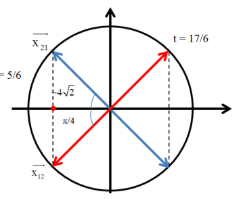 x₂₁
t = 17/6
= 5/6
-4√2
π/4
x₁₂